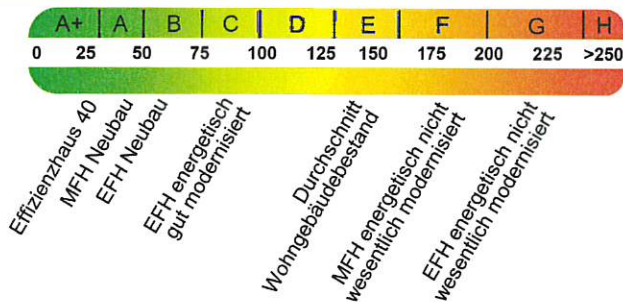 A+ A B C D E F G H
0 25 50 75 100 125 150 175 200 225 >250
Effizienzhaus 40
MFH Neubau
EFH Neubau
EFH energetisch
gut modernisiert
Durchschnitt
Wohngebäudebestand
MFH energetisch nicht
wesentlich modernisiert
EFH energetisch nicht
wesentlich modernisiert